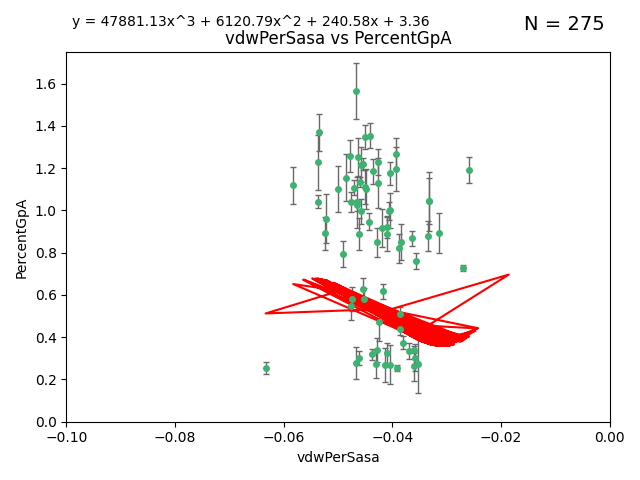 y = 47881.13x^3 + 6120.79x^2 + 240.58x + 3.36
N = 275
vdwPerSasa vs PercentGpA
PercentGpA
1.6
1.4
1.2
1.0
0.8
0.6
0.4
0.2
0.0
−0.10 −0.08 −0.06 −0.04 −0.02 0.00
vdwPerSasa